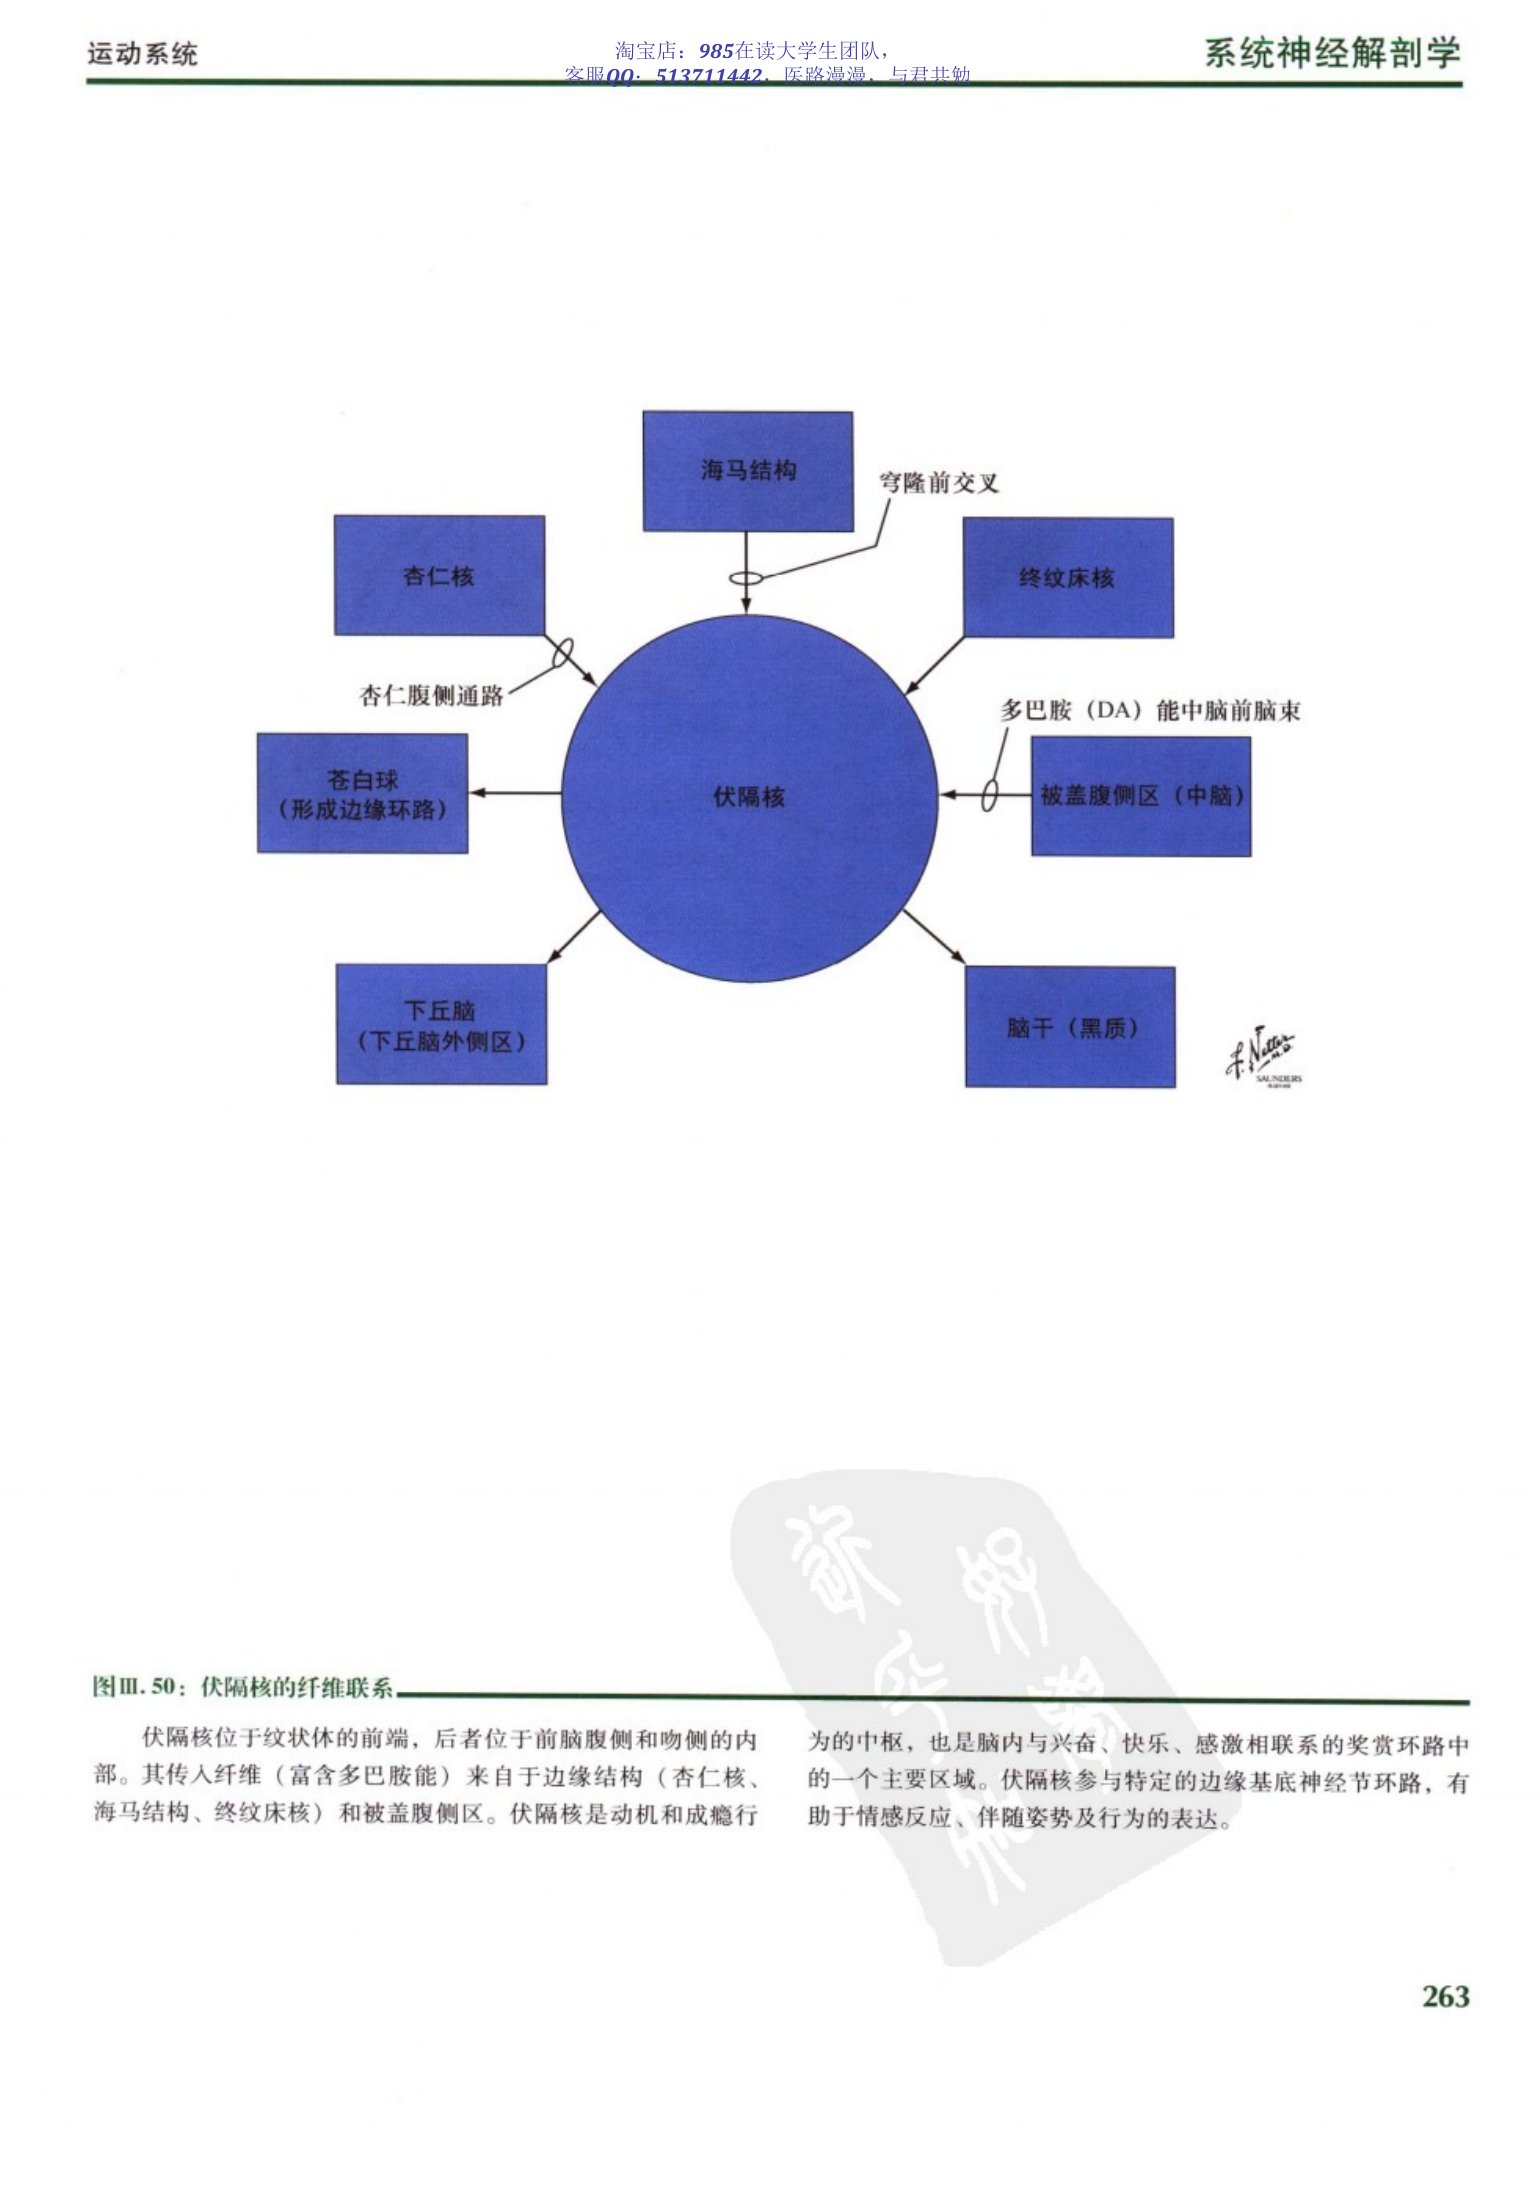 运动系统
淘宝店：985在读大学生团队，
客服QQ：513711442，医路漫漫，与君共勉
系统神经解剖学
海马结构
穹隆前交叉
杏仁核
终纹床核
杏仁腹侧通路
多巴胺（DA）能中脑前脑束
苍白球
（形成边缘环路）
伏隔核
被盖腹侧区（中脑）
下丘脑
（下丘脑外侧区）
脑干（黑质）
F. Netter M.D.
SAUNDERS
图Ⅲ.50：伏隔核的纤维联系
伏隔核位于纹状体的前端，后者位于前脑腹侧和吻侧的内
部。其传入纤维（富含多巴胺能）来自于边缘结构（杏仁核、
海马结构、终纹床核）和被盖腹侧区。伏隔核是动机和成瘾行
为的中枢，也是脑内与兴奋、快乐、感激相联系的奖赏环路中
的一个主要区域。伏隔核参与特定的边缘基底神经节环路，有
助于情感反应、伴随姿势及行为的表达。
263